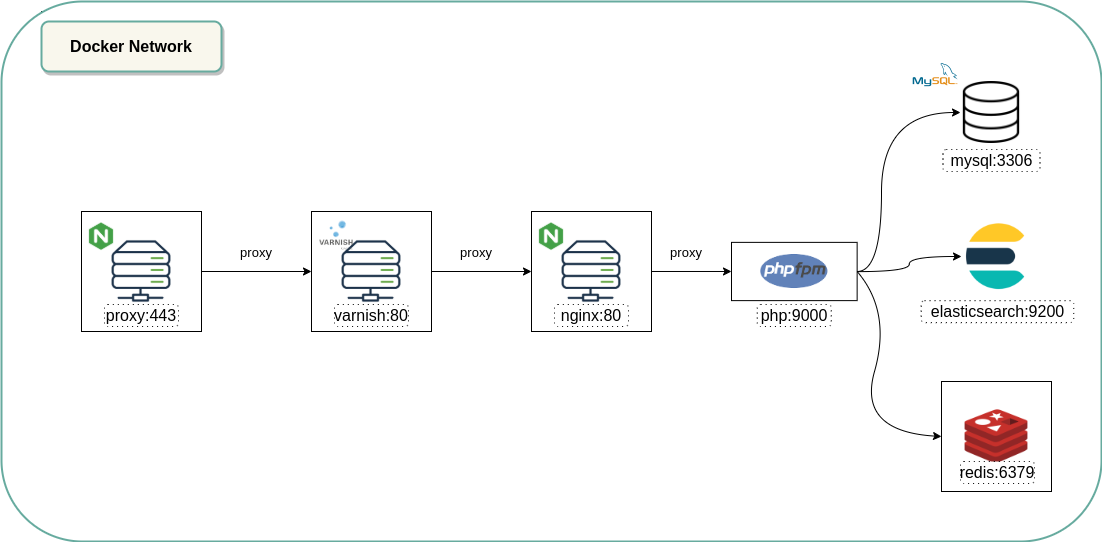 Docker Network
MySQL
mysql:3306
proxy
proxy
proxy
N
VARNISH
N
php fpm
proxy:443
varnish:80
nginx:80
php:9000
elasticsearch:9200
redis:6379